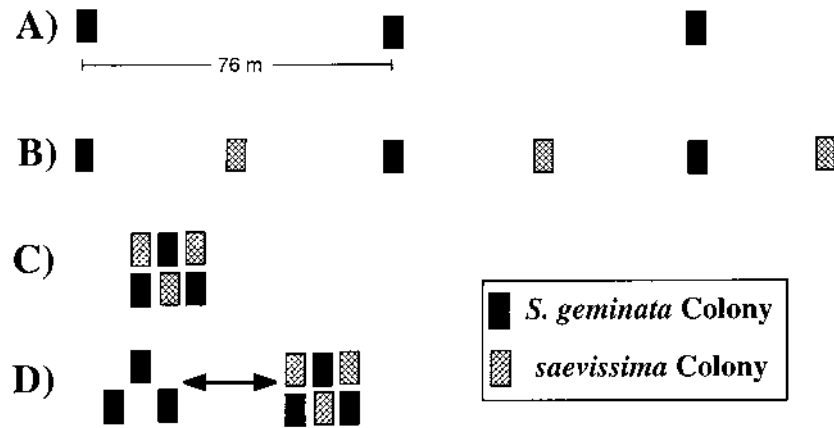 A)
76 m
B)
C)
S. geminata Colony
saevissima Colony
D)